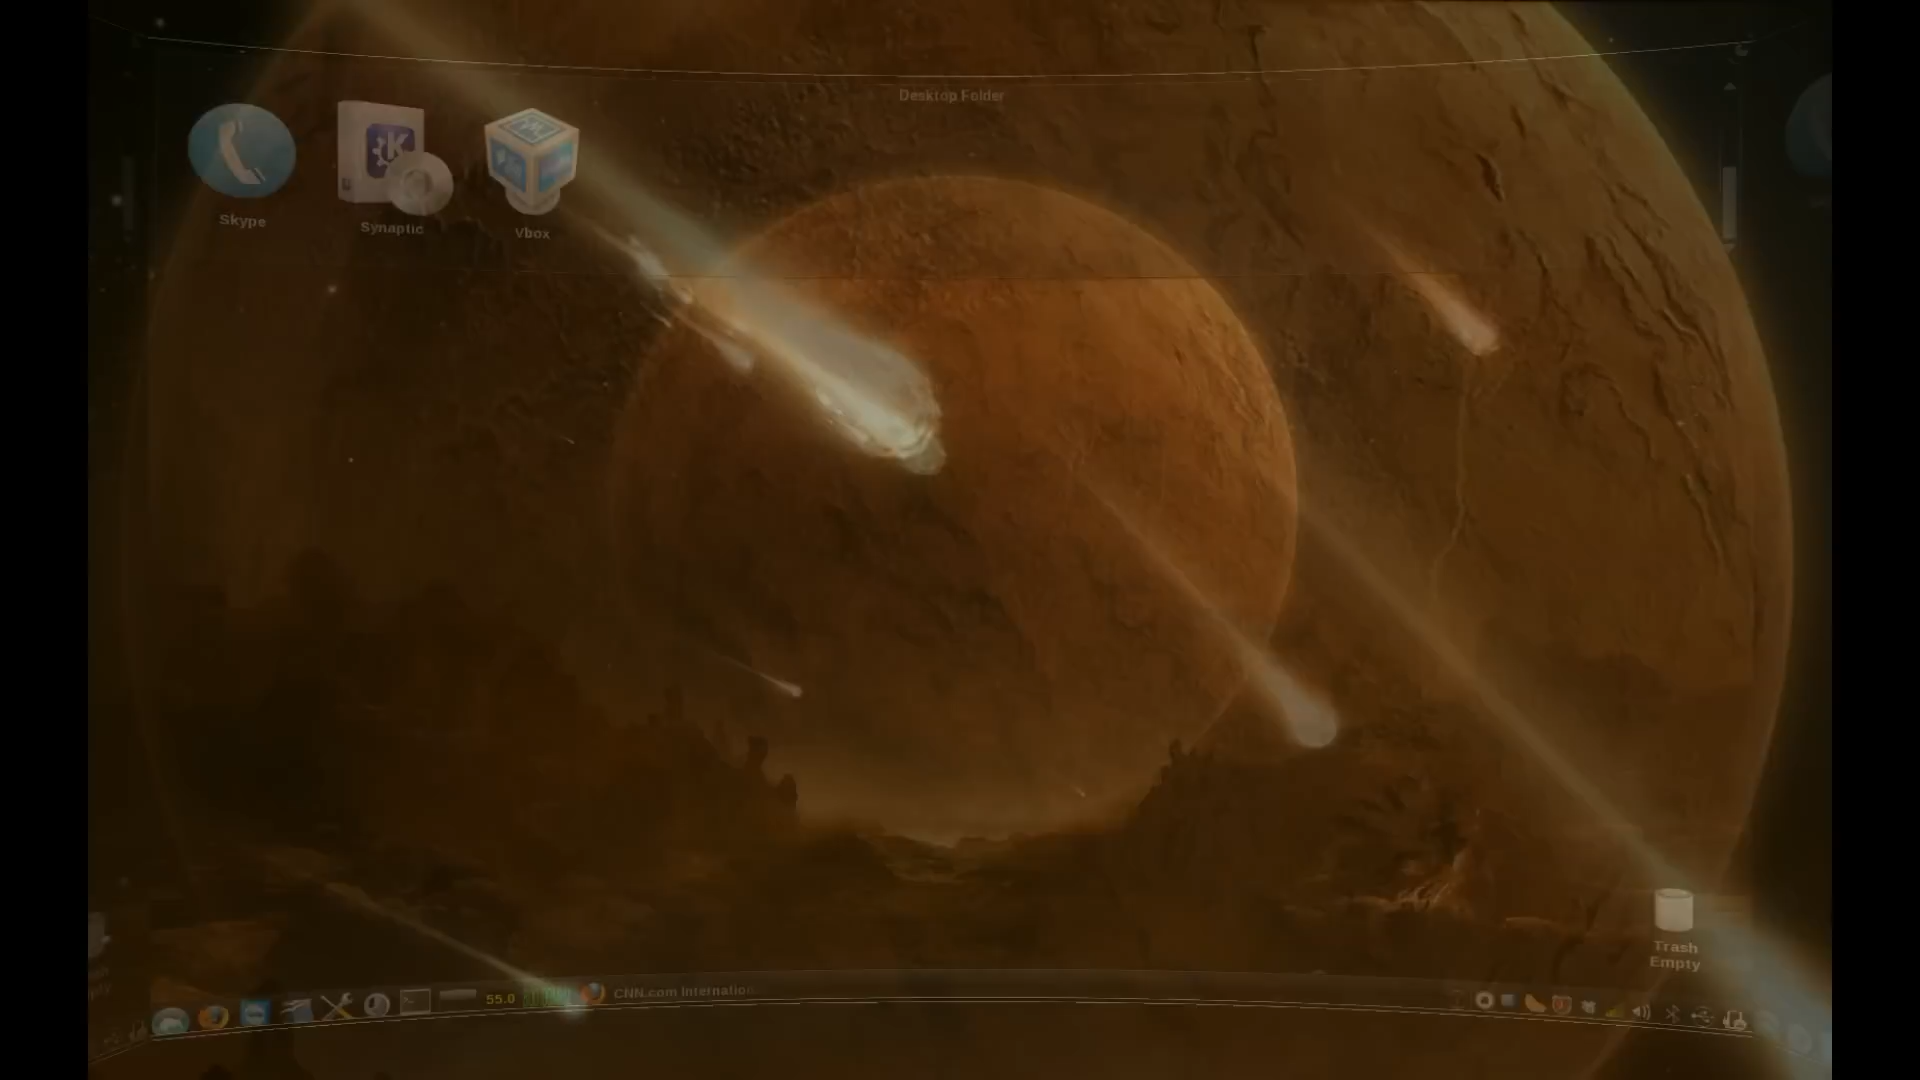 Desktop Folder
Skype
Synaptic
Vbox
Trash
Empty
55.0
CNN.com Internation